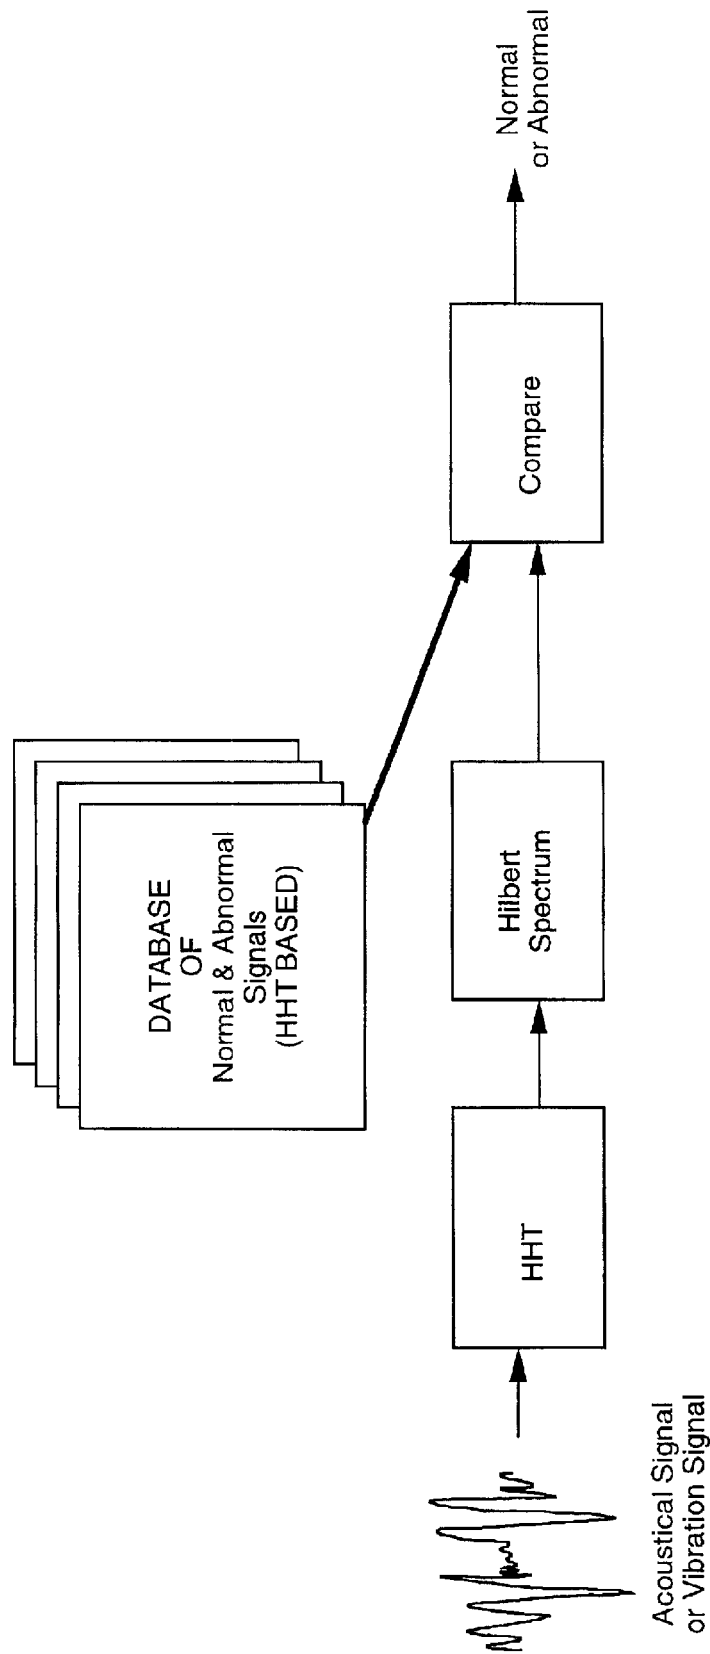 DATABASE
OF
Normal & Abnormal
Signals
(HHT BASED)
Acoustical Signal
or Vibration Signal
HHT
Hilbert
Spectrum
Compare
Normal
or Abnormal